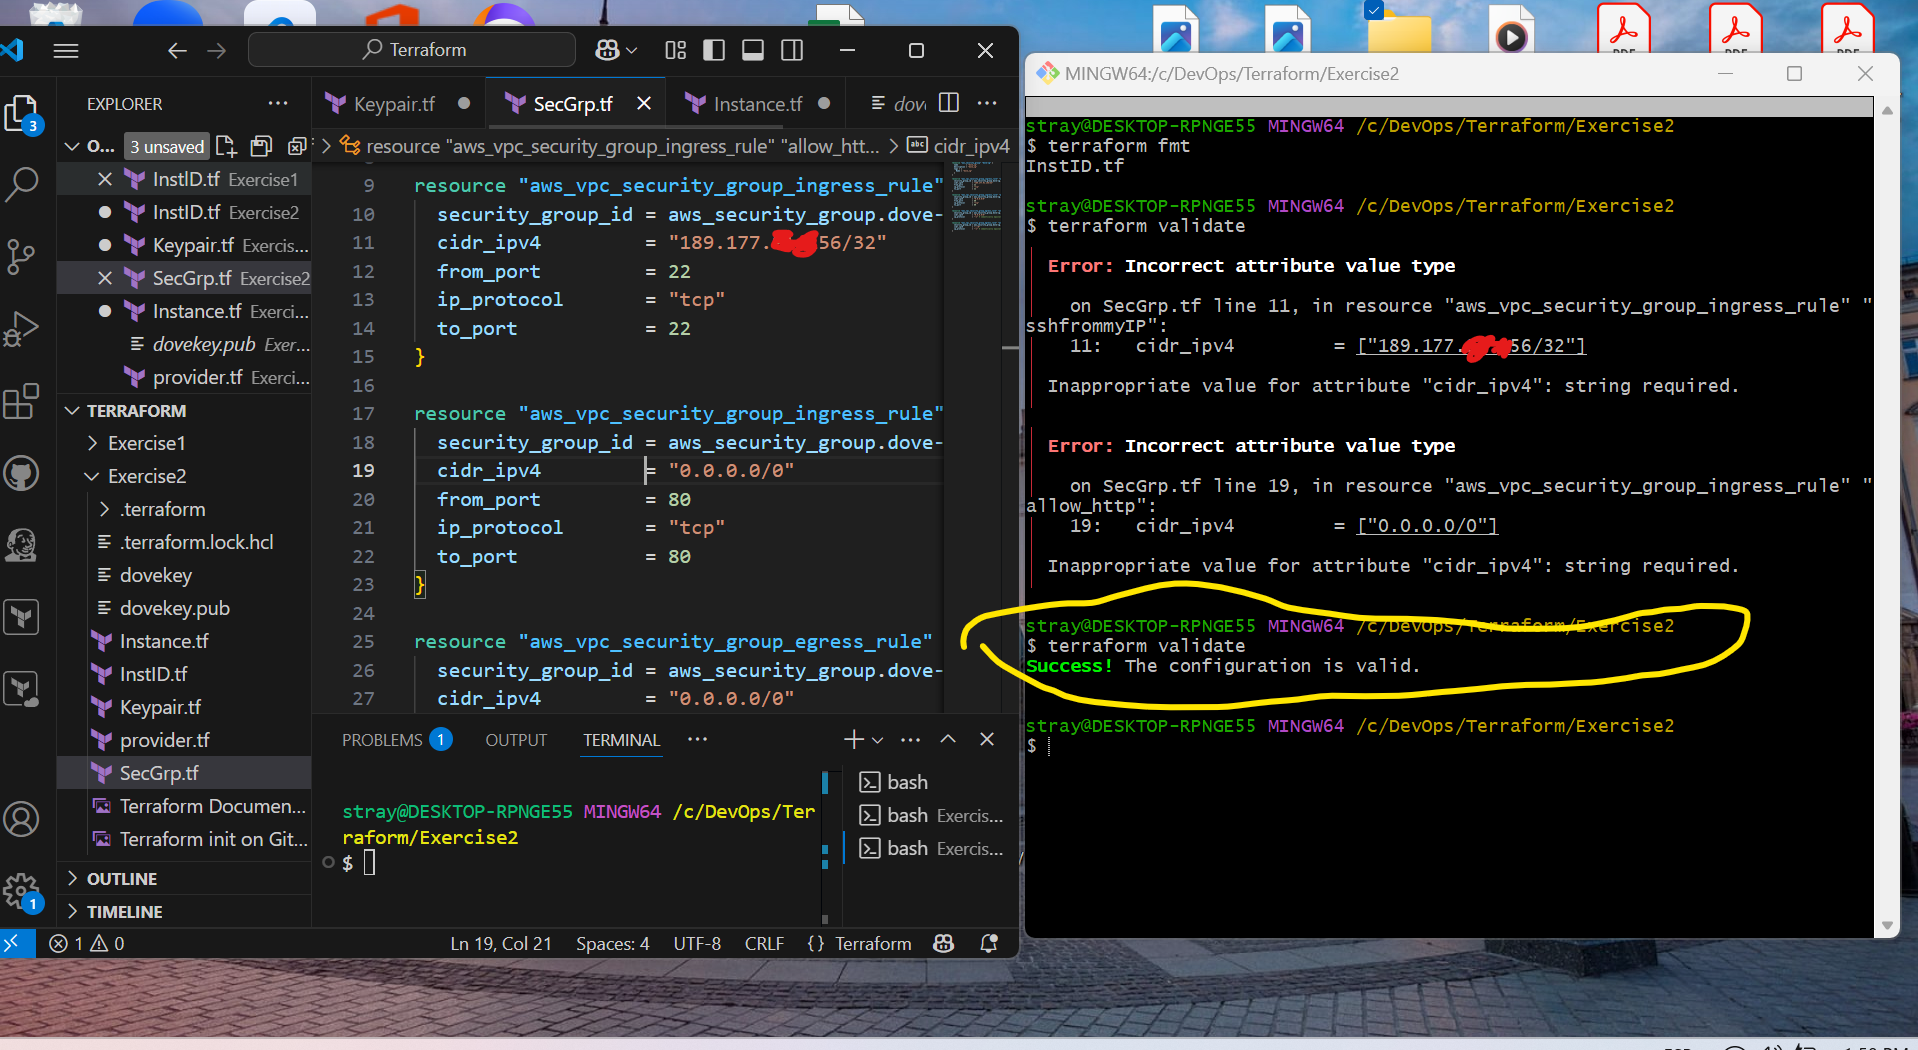 Terraform
EXPLORER
3
O...
3 unsaved
InstID.tf Exercise1
InstID.tf Exercise2
Keypair.tf Exercis...
SecGrp.tf Exercise2
Instance.tf Exerci...
dovekey.pub Exer...
provider.tf Exerci...
TERRAFORM
Exercise1
Exercise2
.terraform
.terraform.lock.hcl
dovekey
dovekey.pub
Instance.tf
InstID.tf
Keypair.tf
provider.tf
SecGrp.tf
Terraform Documen...
Terraform init on Git...
OUTLINE
TIMELINE
1
Keypair.tf
SecGrp.tf
Instance.tf
dov
resource "aws_vpc_security_group_ingress_rule" "allow_htt... > cidr_ipv4
9 resource "aws_vpc_security_group_ingress_rule"
10 security_group_id = aws_security_group.dove-
11 cidr_ipv4 = "189.177. 56/32"
12 from_port = 22
13 ip_protocol = "tcp"
14 to_port = 22
15 }
16
17 resource "aws_vpc_security_group_ingress_rule"
18 security_group_id = aws_security_group.dove-
19 cidr_ipv4 = "0.0.0.0/0"
20 from_port = 80
21 ip_protocol = "tcp"
22 to_port = 80
23 }
24
25 resource "aws_vpc_security_group_egress_rule"
26 security_group_id = aws_security_group.dove-
27 cidr_ipv4 = "0.0.0.0/0"
PROBLEMS 1 OUTPUT TERMINAL
stray@DESKTOP-RPNGE55 MINGW64 /c/DevOps/Ter
raform/Exercise2
$
bash
bash Exercis...
bash Exercis...
1 0
Ln 19, Col 21 Spaces: 4 UTF-8 CRLF {} Terraform
MINGW64:/c/DevOps/Terraform/Exercise2
stray@DESKTOP-RPNGE55 MINGW64 /c/DevOps/Terraform/Exercise2
$ terraform fmt
InstID.tf
stray@DESKTOP-RPNGE55 MINGW64 /c/DevOps/Terraform/Exercise2
$ terraform validate
Error: Incorrect attribute value type
on SecGrp.tf line 11, in resource "aws_vpc_security_group_ingress_rule" "
sshfrommyIP":
11: cidr_ipv4 = ["189.177. 56/32"]
Inappropriate value for attribute "cidr_ipv4": string required.
Error: Incorrect attribute value type
on SecGrp.tf line 19, in resource "aws_vpc_security_group_ingress_rule" "
allow_http":
19: cidr_ipv4 = ["0.0.0.0/0"]
Inappropriate value for attribute "cidr_ipv4": string required.
stray@DESKTOP-RPNGE55 MINGW64 /c/DevOps/Terraform/Exercise2
$ terraform validate
Success! The configuration is valid.
stray@DESKTOP-RPNGE55 MINGW64 /c/DevOps/Terraform/Exercise2
$